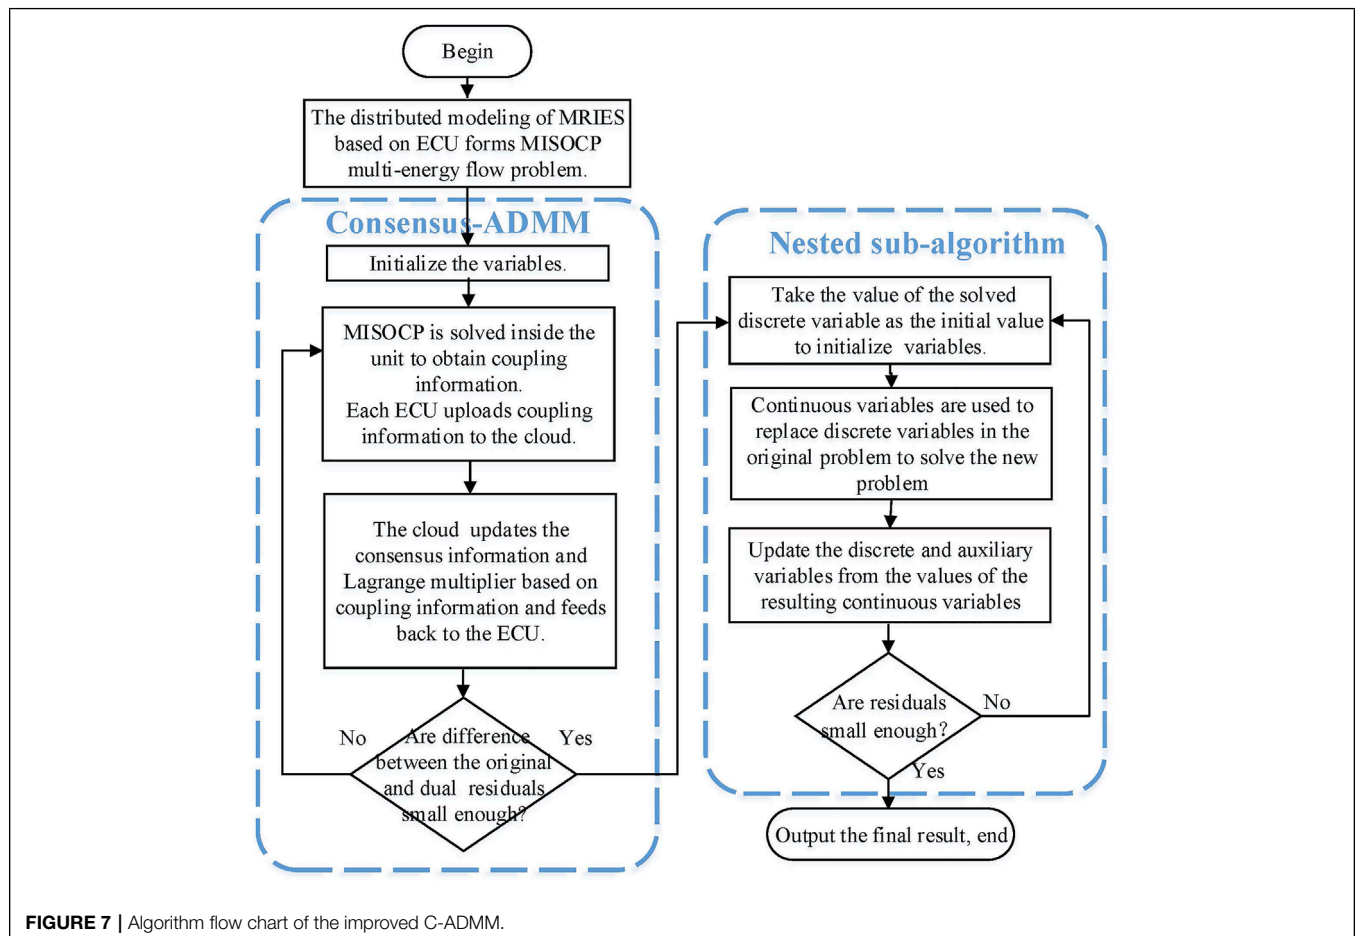 Begin
The distributed modeling of MRIES
based on ECU forms MISOCP
multi-energy flow problem.
Consensus-ADMM
Initialize the variables.
MISOCP is solved inside the
unit to obtain coupling
information.
Each ECU uploads coupling
information to the cloud.
The cloud updates the
consensus information and
Lagrange multiplier based on
coupling information and feeds
back to the ECU.
No
Are difference
between the original
and dual residuals
small enough?
Yes
Nested sub-algorithm
Take the value of the solved
discrete variable as the initial value
to initialize variables.
Continuous variables are used to
replace discrete variables in the
original problem to solve the new
problem
Update the discrete and auxiliary
variables from the values of the
resulting continuous variables
Are residuals
small enough?
No
Yes
Output the final result, end
FIGURE 7 | Algorithm flow chart of the improved C-ADMM.